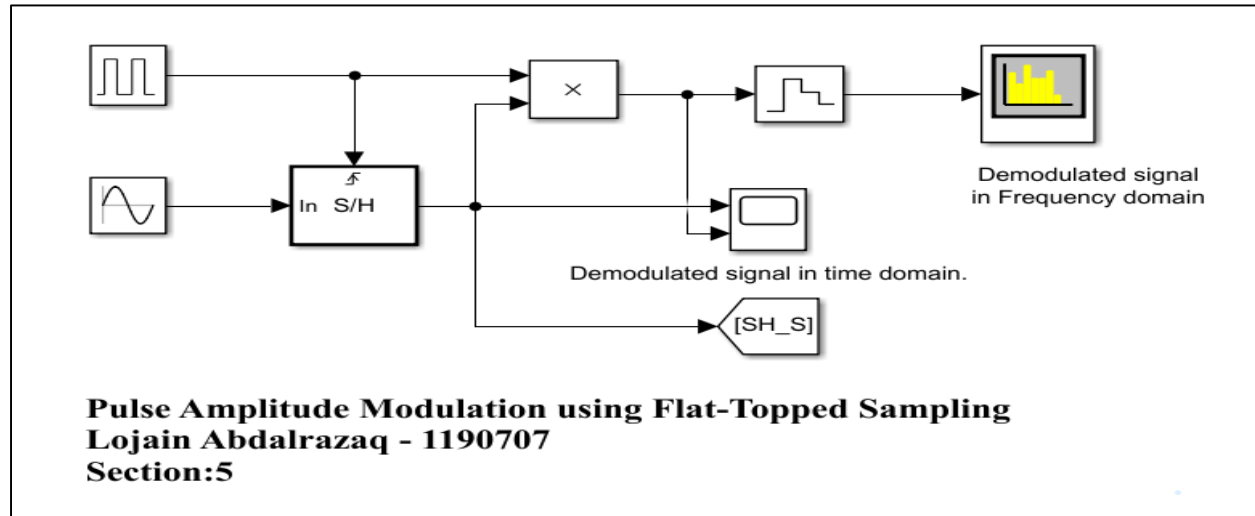 ×
In S/H
Demodulated signal
in Frequency domain
Demodulated signal in time domain.
[SH_S]
Pulse Amplitude Modulation using Flat-Topped Sampling
Lojain Abdalrazaq - 1190707
Section:5